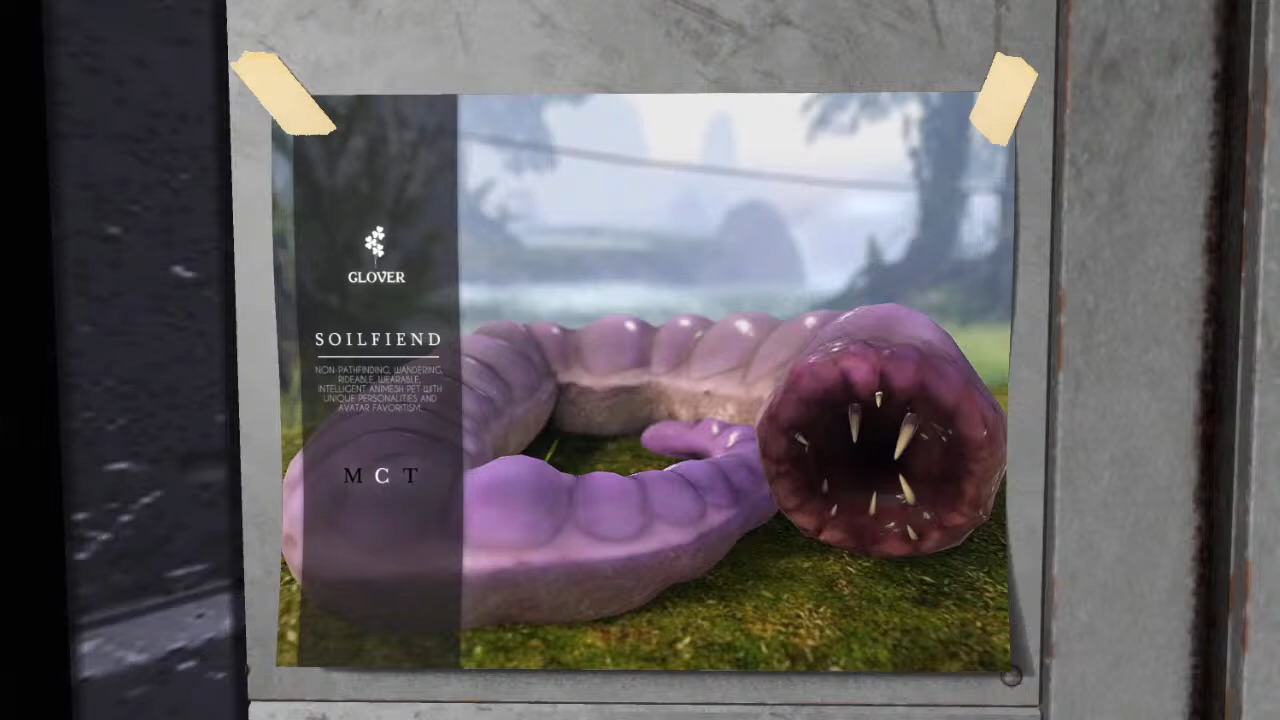 GLOVER
SOILFIEND
NON-PATHFINDING, WANDERING,
RIDEABLE, WEARABLE,
INTELLIGENT ANIMESH PET WITH
UNIQUE PERSONALITIES AND
AVATAR FAVORITISM.
M C T